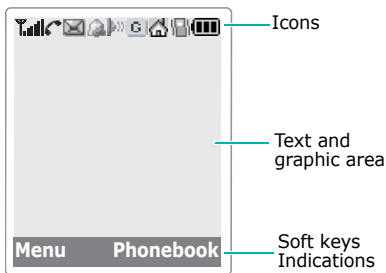 G
Icons
Text and
graphic area
Menu Phonebook
Soft keys
Indications